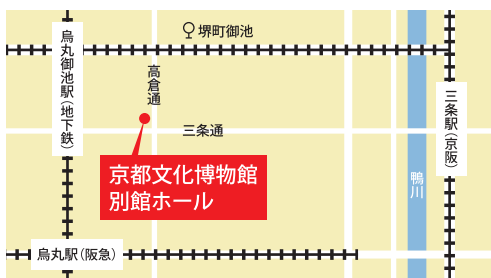 堺町御池
烏丸御池駅(地下鉄)
高倉通
三条通
三条駅(京阪)
京都文化博物館
別館ホール
鴨川
烏丸駅(阪急)